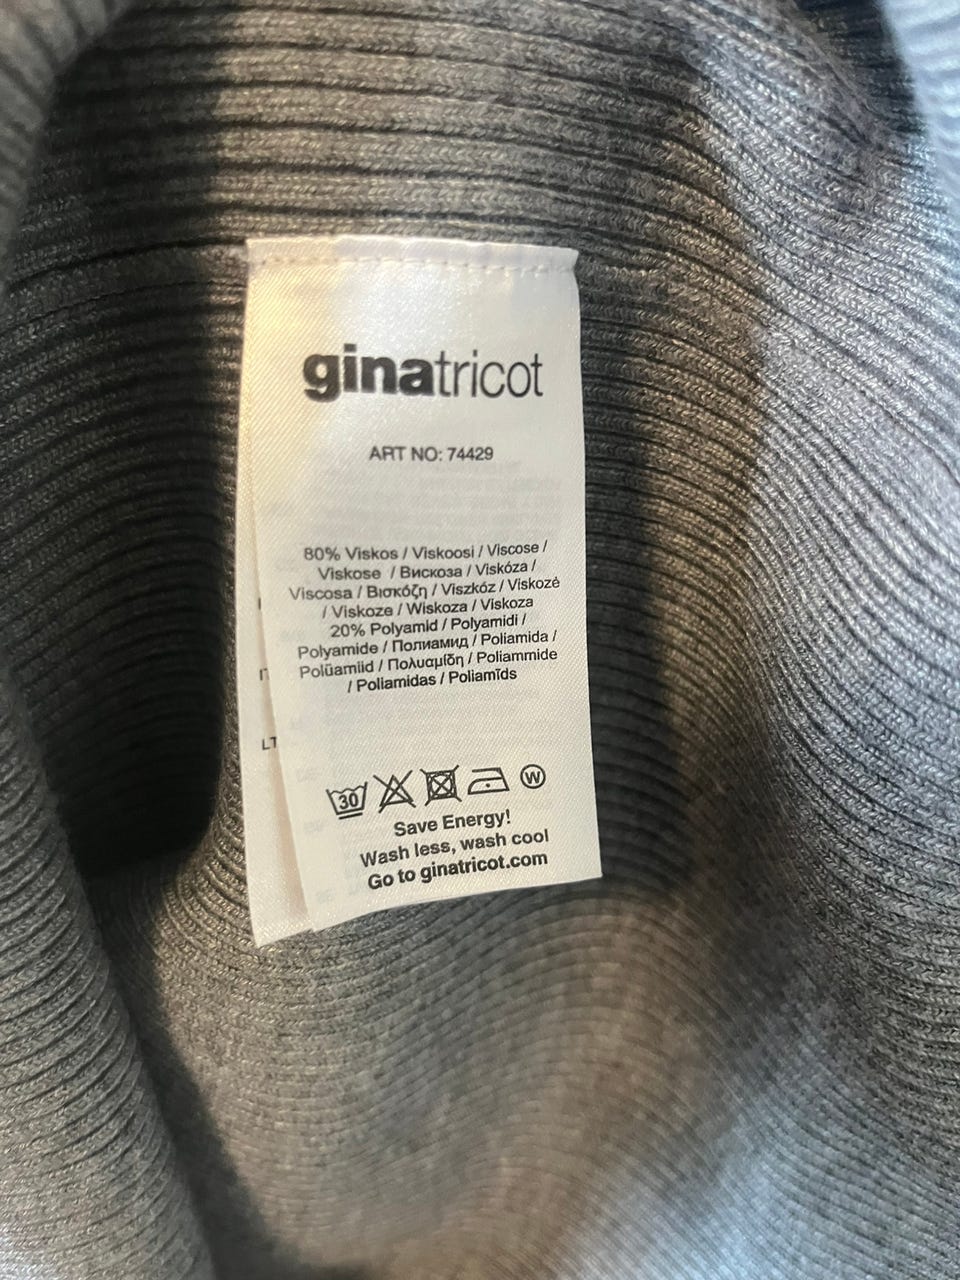 ginatricot
ART NO: 74429
80% Viskos / Viskoosi / Viscose /
Viskose / Вискоза / Viskóza /
Viscosa / Βισκόζη / Viszkóz / Viskozė
/ Viskoze / Wiskoza / Viskoza
20% Polyamid / Polyamidi /
Polyamide / Полиамид / Poliamida /
Polüamiid / Πολυαμίδη / Poliammide
/ Poliamidas / Poliamīds
30
W
Save Energy!
Wash less, wash cool
Go to ginatricot.com
LT